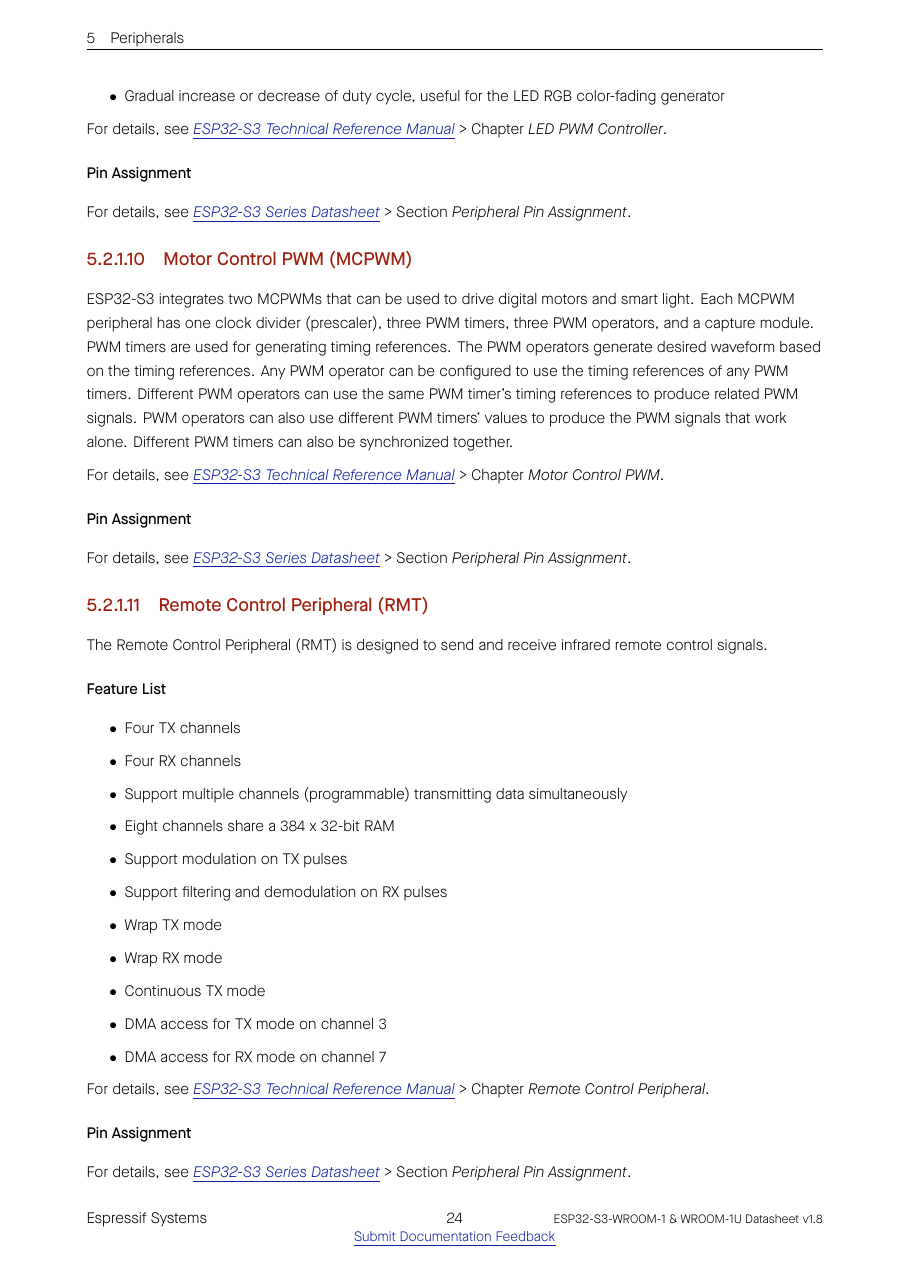 5 Peripherals
• Gradual increase or decrease of duty cycle, useful for the LED RGB color-fading generator
For details, see ESP32-S3 Technical Reference Manual > Chapter LED PWM Controller.
Pin Assignment
For details, see ESP32-S3 Series Datasheet > Section Peripheral Pin Assignment.
5.2.1.10 Motor Control PWM (MCPWM)
ESP32-S3 integrates two MCPWMs that can be used to drive digital motors and smart light. Each MCPWM
peripheral has one clock divider (prescaler), three PWM timers, three PWM operators, and a capture module.
PWM timers are used for generating timing references. The PWM operators generate desired waveform based
on the timing references. Any PWM operator can be configured to use the timing references of any PWM
timers. Different PWM operators can use the same PWM timer's timing references to produce related PWM
signals. PWM operators can also use different PWM timers' values to produce the PWM signals that work
alone. Different PWM timers can also be synchronized together.
For details, see ESP32-S3 Technical Reference Manual > Chapter Motor Control PWM.
Pin Assignment
For details, see ESP32-S3 Series Datasheet > Section Peripheral Pin Assignment.
5.2.1.11 Remote Control Peripheral (RMT)
The Remote Control Peripheral (RMT) is designed to send and receive infrared remote control signals.
Feature List
• Four TX channels
• Four RX channels
• Support multiple channels (programmable) transmitting data simultaneously
• Eight channels share a 384 x 32-bit RAM
• Support modulation on TX pulses
• Support filtering and demodulation on RX pulses
• Wrap TX mode
• Wrap RX mode
• Continuous TX mode
• DMA access for TX mode on channel 3
• DMA access for RX mode on channel 7
For details, see ESP32-S3 Technical Reference Manual > Chapter Remote Control Peripheral.
Pin Assignment
For details, see ESP32-S3 Series Datasheet > Section Peripheral Pin Assignment.
Espressif Systems 24 ESP32-S3-WROOM-1 & WROOM-1U Datasheet v1.8
Submit Documentation Feedback